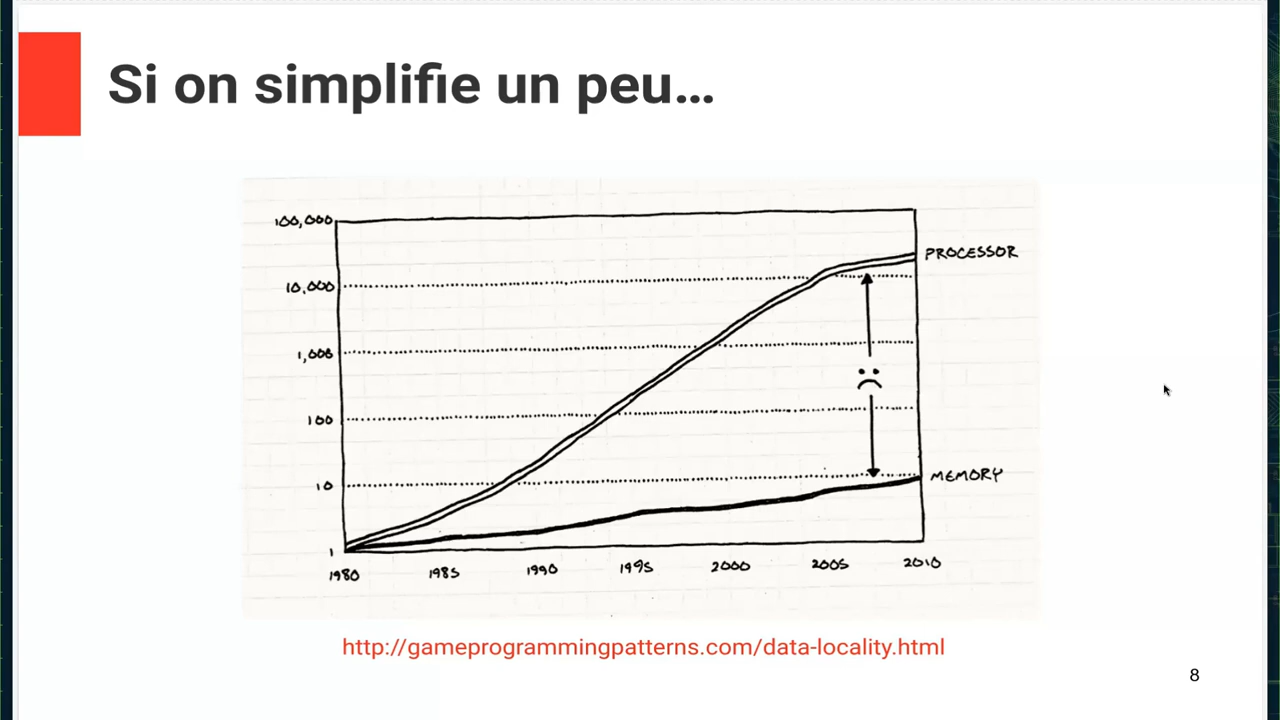 Si on simplifie un peu...
100,000
10,000
1,000
100
10
1
PROCESSOR
MEMORY
1980 1985 1990 1995 2000 2005 2010
http://gameprogrammingpatterns.com/data-locality.html
8